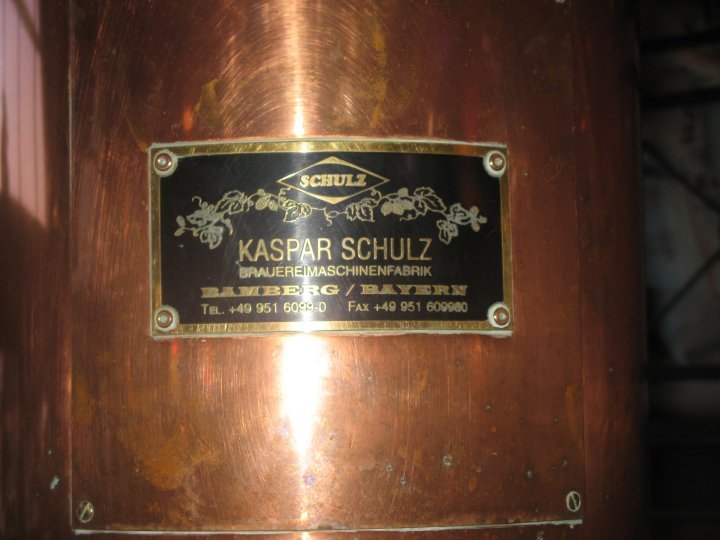 SCHULZ
KASPAR SCHULZ
BRAUEREIMASCHINENFABRIK
BAMBERG / BAYERN
TEL. +49 951 6099-0 FAX +49 951 609960